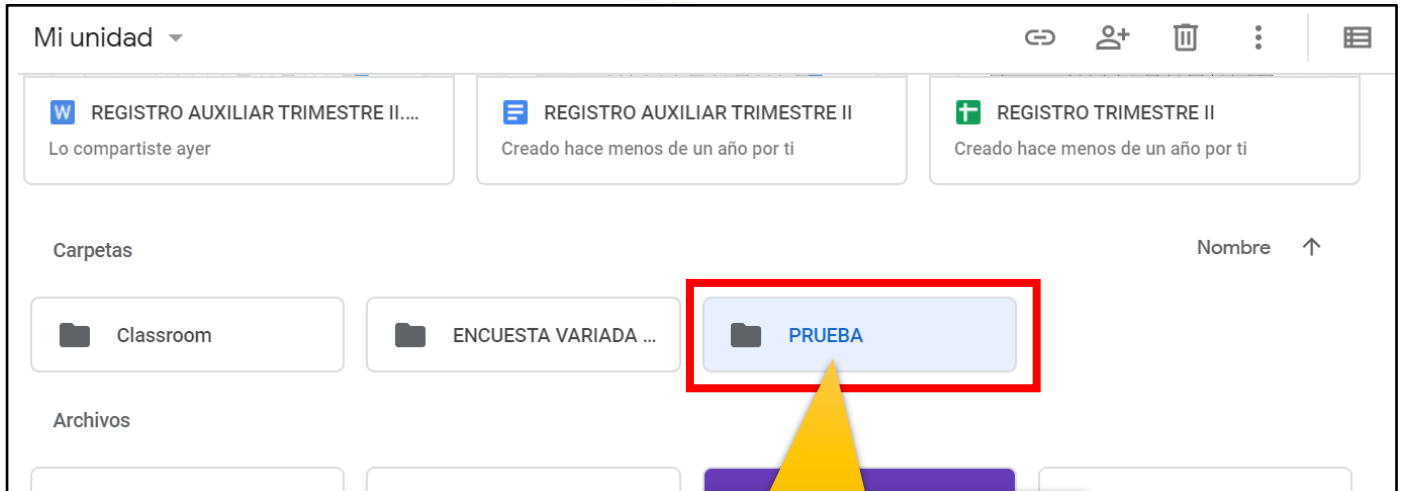 Mi unidad
W REGISTRO AUXILIAR TRIMESTRE II....
Lo compartiste ayer
REGISTRO AUXILIAR TRIMESTRE II
Creado hace menos de un año por ti
REGISTRO TRIMESTRE II
Creado hace menos de un año por ti
Carpetas
Nombre
Classroom
ENCUESTA VARIADA ...
PRUEBA
Archivos